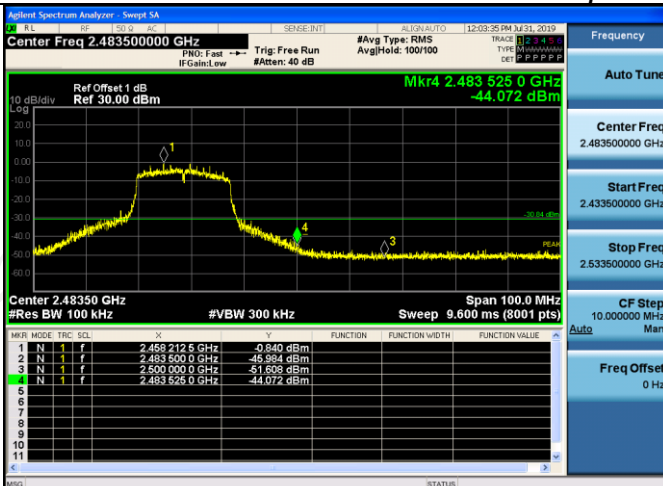 Agilent Spectrum Analyzer - Swept SA
RL RF 50 Ω AC SENSE:INT ALIGN AUTO 12:03:35 PM Jul 31, 2019
Center Freq 2.483500000 GHz
PNO: Fast
IFGain:Low
Trig: Free Run
#Atten: 40 dB
#Avg Type: RMS
Avg|Hold: 100/100
TRACE 1 2 3 4 5 6
TYPE
DET P P P P P P
Frequency
Auto Tune
Mkr4 2.483 525 0 GHz
-44.072 dBm
Ref Offset 1 dB
Ref 30.00 dBm
10 dB/div
Log
20.0
10.0
0.00
-10.0
-20.0
-30.0
-40.0
-50.0
-60.0
1
4
3
-30.84 dBm
PEAK
Center Freq
2.483500000 GHz
Start Freq
2.433500000 GHz
Stop Freq
2.533500000 GHz
Center 2.48350 GHz Span 100.0 MHz
#Res BW 100 kHz #VBW 300 kHz Sweep 9.600 ms (8001 pts)
CF Step
10.000000 MHz
Auto Man
Freq Offset
0 Hz
MKR MODE TRC SCL X Y FUNCTION FUNCTION WIDTH FUNCTION VALUE
1 N 1 f 2.458 212 5 GHz -0.840 dBm
2 N 1 f 2.483 500 0 GHz -45.984 dBm
3 N 1 f 2.500 000 0 GHz -51.608 dBm
4 N 1 f 2.483 525 0 GHz -44.072 dBm
5
6
7
8
9
10
11
MSG STATUS